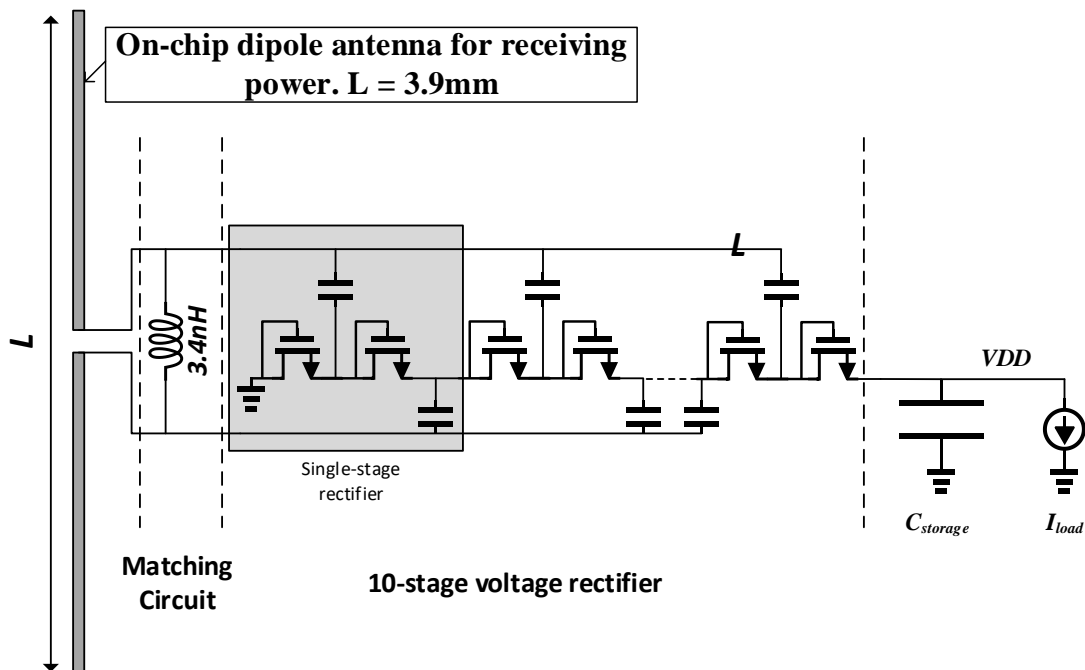 On-chip dipole antenna for receiving
power. L = 3.9mm
L
3.4nH
L
VDD
Single-stage
rectifier
C_storage
I_load
Matching
Circuit
10-stage voltage rectifier